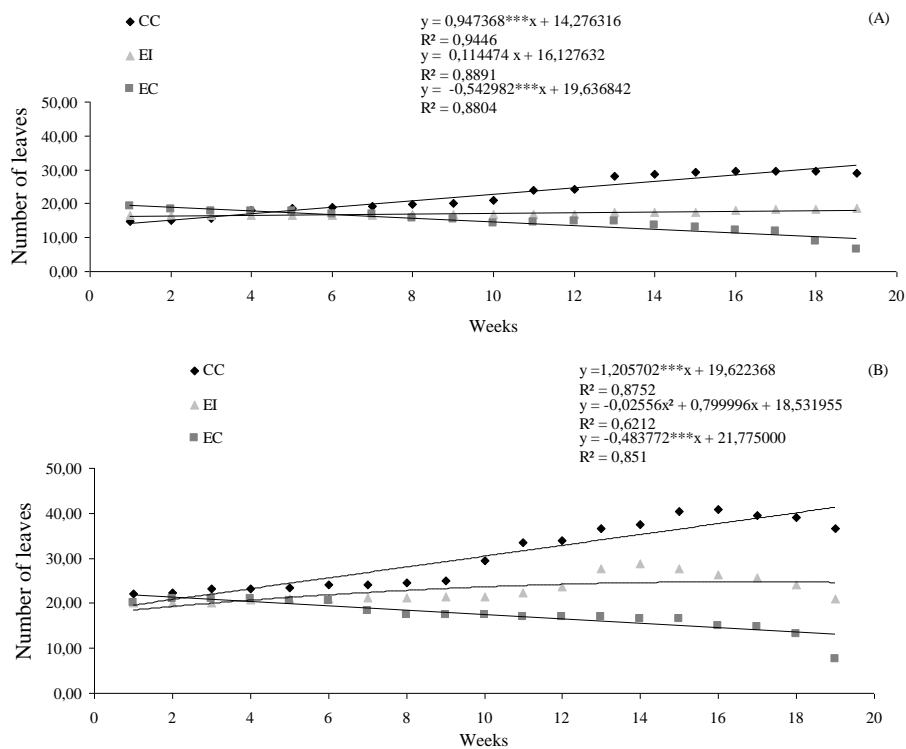 ◆ CC
▲ EI
■ EC
y = 0,947368***x + 14,276316
R² = 0,9446
y = 0,114474 x + 16,127632
R² = 0,8891
y = -0,542982***x + 19,636842
R² = 0,8804
(A)
Number of leaves
50,00
40,00
30,00
20,00
10,00
0,00
0 2 4 6 8 10 12 14 16 18 20
Weeks
◆ CC
▲ EI
■ EC
y =1,205702***x + 19,622368
R² = 0,8752
y = -0,02556x² + 0,799996x + 18,531955
R² = 0,6212
y = -0,483772***x + 21,775000
R² = 0,851
(B)
Number of leaves
50,00
40,00
30,00
20,00
10,00
0,00
0 2 4 6 8 10 12 14 16 18 20
Weeks